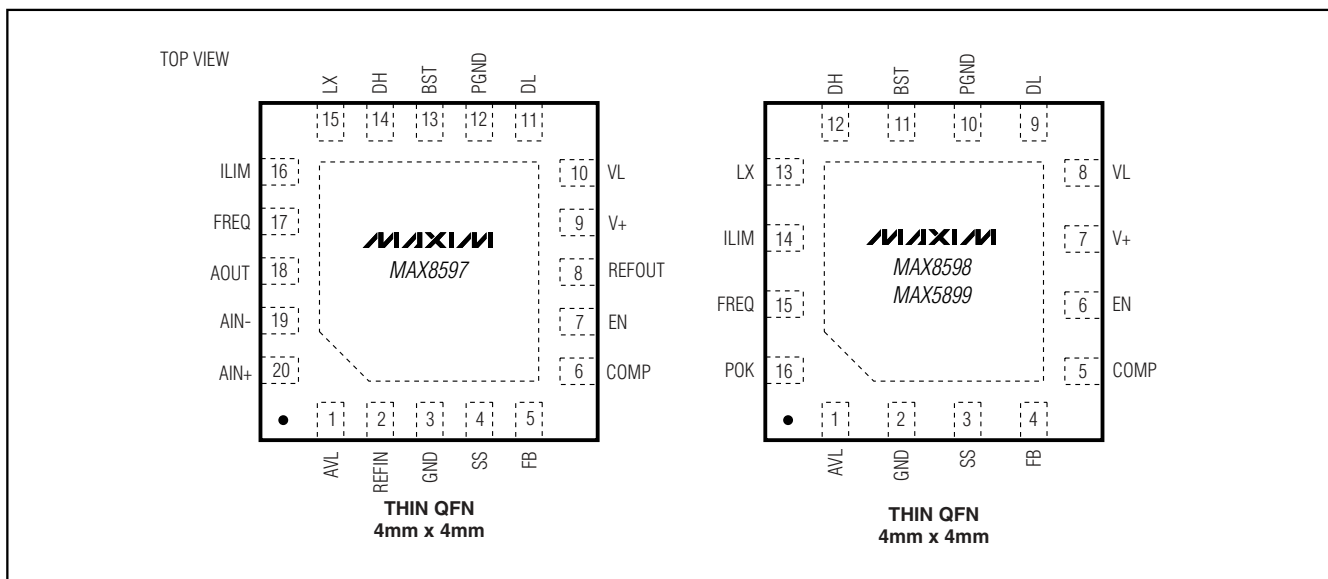 TOP VIEW
LX DH BST PGND DL
15 14 13 12 11
ILIM 16 10 VL
FREQ 17 9 V+
AOUT 18 8 REFOUT
AIN- 19 7 EN
AIN+ 20 6 COMP
MAXIM
MAX8597
1 2 3 4 5
AVL REFIN GND SS FB
THIN QFN
4mm x 4mm
DH BST PGND DL
12 11 10 9
LX 13 8 VL
ILIM 14 7 V+
FREQ 15 6 EN
POK 16 5 COMP
MAXIM
MAX8598
MAX5899
1 2 3 4
AVL GND SS FB
THIN QFN
4mm x 4mm